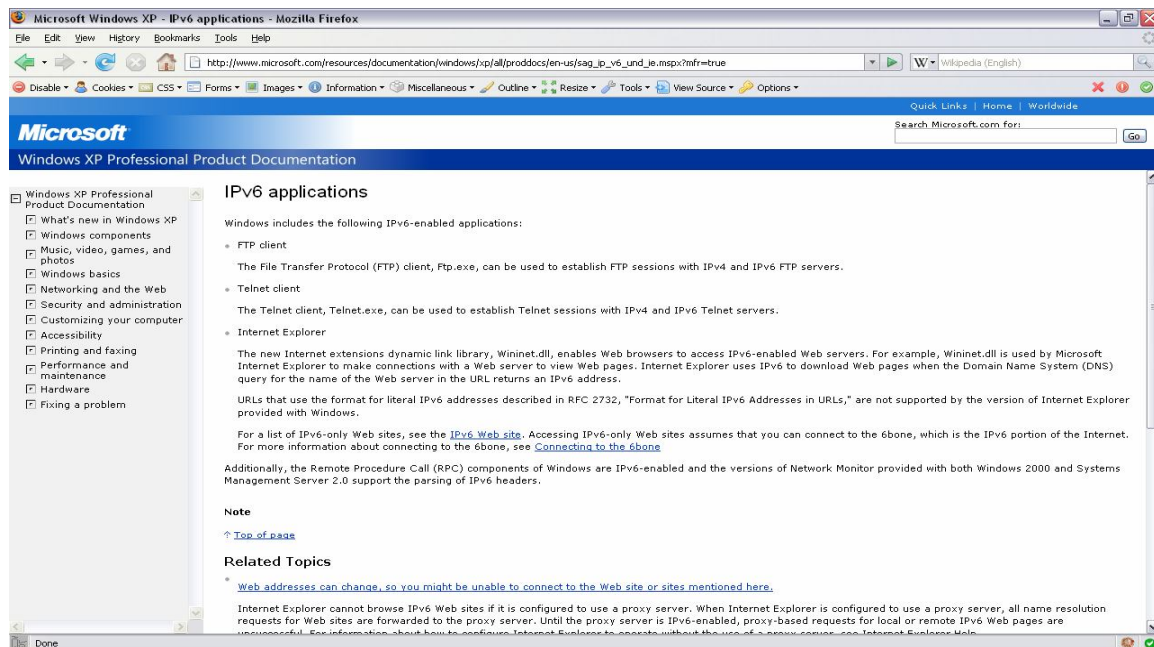 Microsoft Windows XP - IPv6 applications - Mozilla Firefox
File Edit View History Bookmarks Tools Help
http://www.microsoft.com/resources/documentation/windows/xp/all/proddocs/en-us/sag_ip_v6_und_ie.mspx?mfr=true
W Wikipedia (English)
Disable Cookies CSS Forms Images Information Miscellaneous Outline Resize Tools View Source Options
Quick Links | Home | Worldwide
Microsoft
Search Microsoft.com for:
Go
Windows XP Professional Product Documentation
Windows XP Professional
Product Documentation
What's new in Windows XP
Windows components
Music, video, games, and
photos
Windows basics
Networking and the Web
Security and administration
Customizing your computer
Accessibility
Printing and faxing
Performance and
maintenance
Hardware
Fixing a problem
IPv6 applications
Windows includes the following IPv6-enabled applications:
FTP client
The File Transfer Protocol (FTP) client, Ftp.exe, can be used to establish FTP sessions with IPv4 and IPv6 FTP servers.
Telnet client
The Telnet client, Telnet.exe, can be used to establish Telnet sessions with IPv4 and IPv6 Telnet servers.
Internet Explorer
The new Internet extensions dynamic link library, Wininet.dll, enables Web browsers to access IPv6-enabled Web servers. For example, Wininet.dll is used by Microsoft
Internet Explorer to make connections with a Web server to view Web pages. Internet Explorer uses IPv6 to download Web pages when the Domain Name System (DNS)
query for the name of the Web server in the URL returns an IPv6 address.
URLs that use the format for literal IPv6 addresses described in RFC 2732, "Format for Literal IPv6 Addresses in URLs," are not supported by the version of Internet Explorer
provided with Windows.
For a list of IPv6-only Web sites, see the IPv6 Web site. Accessing IPv6-only Web sites assumes that you can connect to the 6bone, which is the IPv6 portion of the Internet.
For more information about connecting to the 6bone, see Connecting to the 6bone
Additionally, the Remote Procedure Call (RPC) components of Windows are IPv6-enabled and the versions of Network Monitor provided with both Windows 2000 and Systems
Management Server 2.0 support the parsing of IPv6 headers.
Note
Top of page
Related Topics
Web addresses can change, so you might be unable to connect to the Web site or sites mentioned here.
Internet Explorer cannot browse IPv6 Web sites if it is configured to use a proxy server. When Internet Explorer is configured to use a proxy server, all name resolution
requests for Web sites are forwarded to the proxy server. Until the proxy server is IPv6-enabled, proxy-based requests for local or remote IPv6 Web pages are
unsuccessful. For information about how to configure Internet Explorer to operate without the use of a proxy server, see Internet Explorer Help.
Done